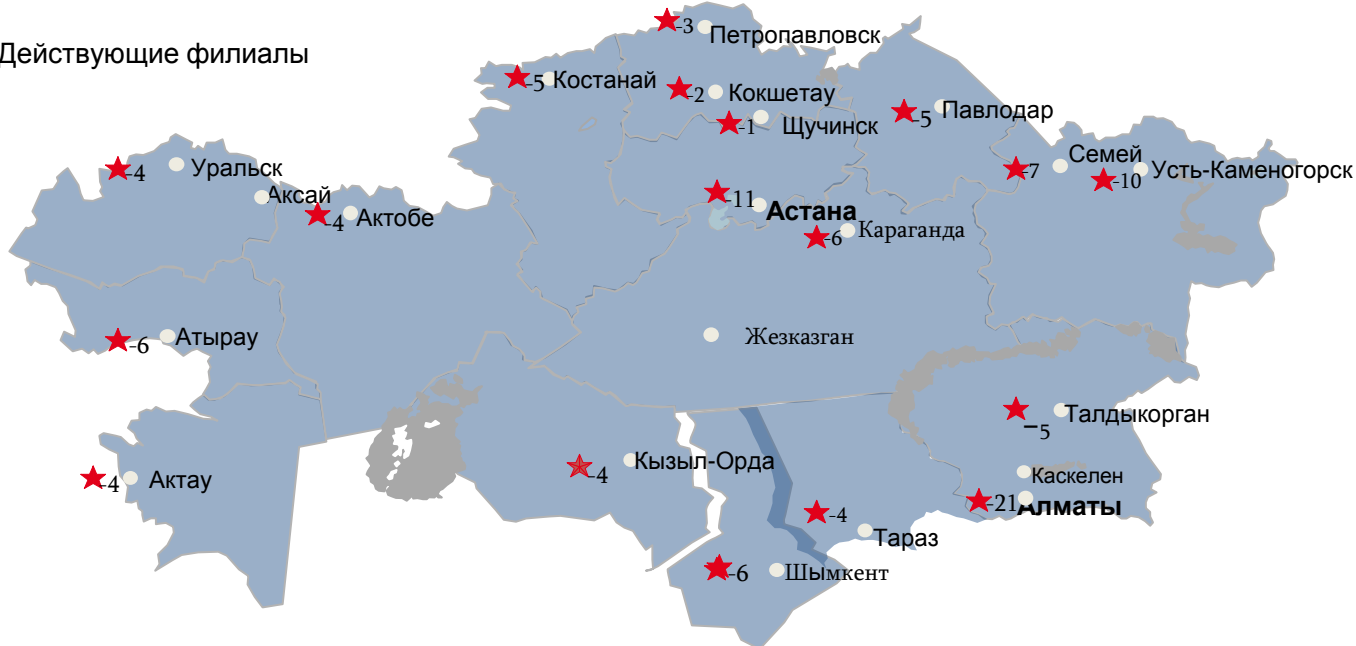 -3
Петропавловск
Действующие филиалы
-5 Костанай
-2 Кокшетау
-5 Павлодар
-1 Щучинск
-4 Уральск
-7 Семей
-10 Усть-Каменогорск
Аксай
-4 Актобе
-11 Астана
-6 Караганда
-6 Атырау
Жезказган
–5 Талдыкорган
-4 Актау
-4 Кызыл-Орда
Каскелен
-21 Алматы
-4 Тараз
-6 Шымкент